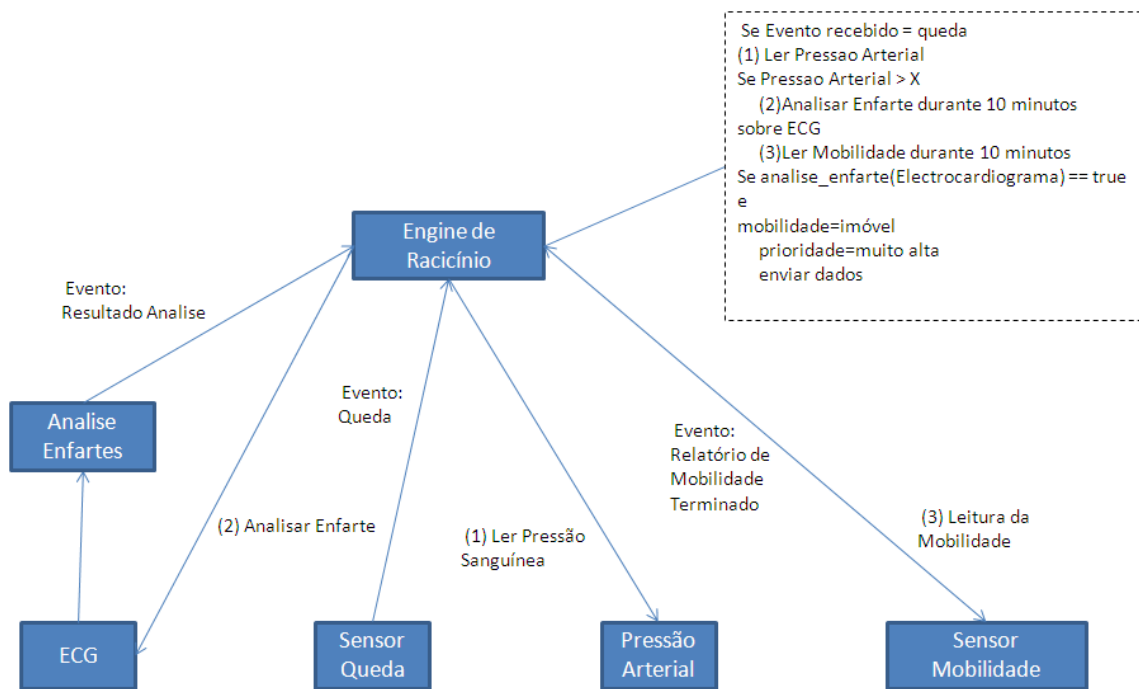 Se Evento recebido = queda
(1) Ler Pressao Arterial
Se Pressao Arterial > X
(2)Analisar Enfarte durante 10 minutos
sobre ECG
(3)Ler Mobilidade durante 10 minutos
Se analise_enfarte(Electrocardiograma) == true
e
mobilidade=imóvel
prioridade=muito alta
enviar dados
Engine de
Racicínio
Evento:
Resultado Analise
Analise
Enfartes
Evento:
Queda
Evento:
Relatório de
Mobilidade
Terminado
(2) Analisar Enfarte
(1) Ler Pressão
Sanguínea
(3) Leitura da
Mobilidade
ECG
Sensor
Queda
Pressão
Arterial
Sensor
Mobilidade